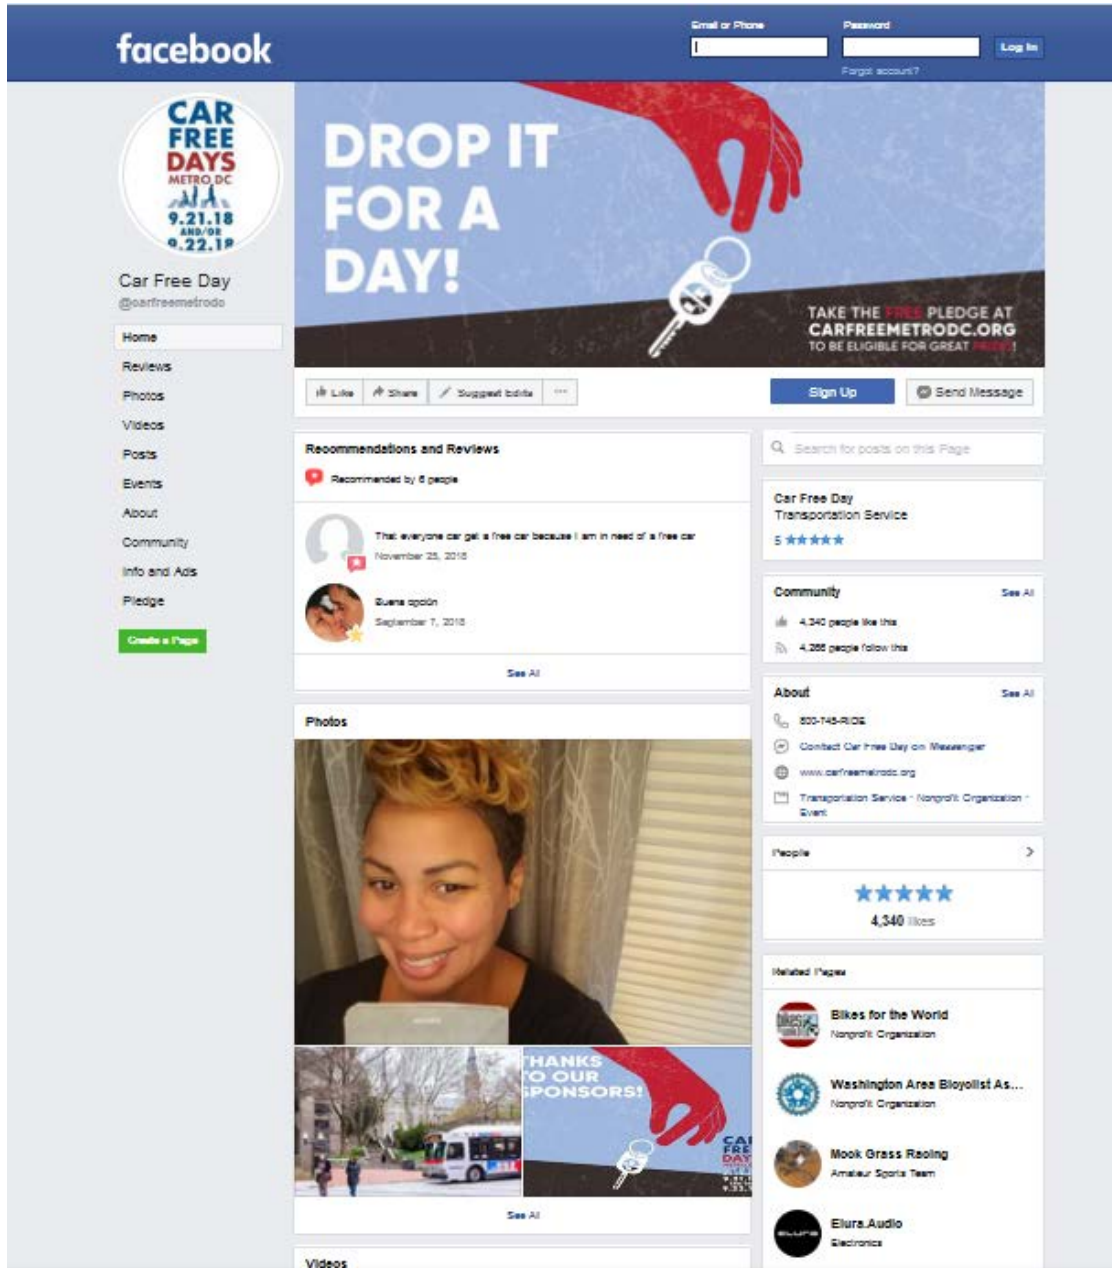 facebook
Email or Phone
Password
Log In
Forgot account?
CAR
FREE
DAYS
METRO DC
9.21.18
AND/OR
9.22.18
Car Free Day
@carfreemetrodc
Home
Reviews
Photos
Videos
Posts
Events
About
Community
Info and Ads
Pledge
Create a Page
DROP IT
FOR A
DAY!
TAKE THE FREE PLEDGE AT
CARFREEMETRODC.ORG
TO BE ELIGIBLE FOR GREAT PRIZES!
Like
Share
Suggest Edits
Sign Up
Send Message
Recommendations and Reviews
Recommended by 6 people
That everyone car get a free car because I am in need of a free car
November 25, 2018
Buena opción
September 7, 2018
See All
Photos
THANKS
TO OUR
SPONSORS!
CAR
FRE
DAY
See All
Videos
Search for posts on this Page
Car Free Day
Transportation Service
5
Community
See All
4,340 people like this
4,266 people follow this
About
See All
800-745-RIDE
Contact Car Free Day on Messenger
www.carfreemetrodc.org
Transportation Service · Nonprofit Organization ·
Event
People
4,340 likes
Related Pages
Bikes for the World
Nonprofit Organization
Washington Area Bicyclist As...
Nonprofit Organization
Mook Grass Racing
Amateur Sports Team
ELURA
Elura.Audio
Electronics